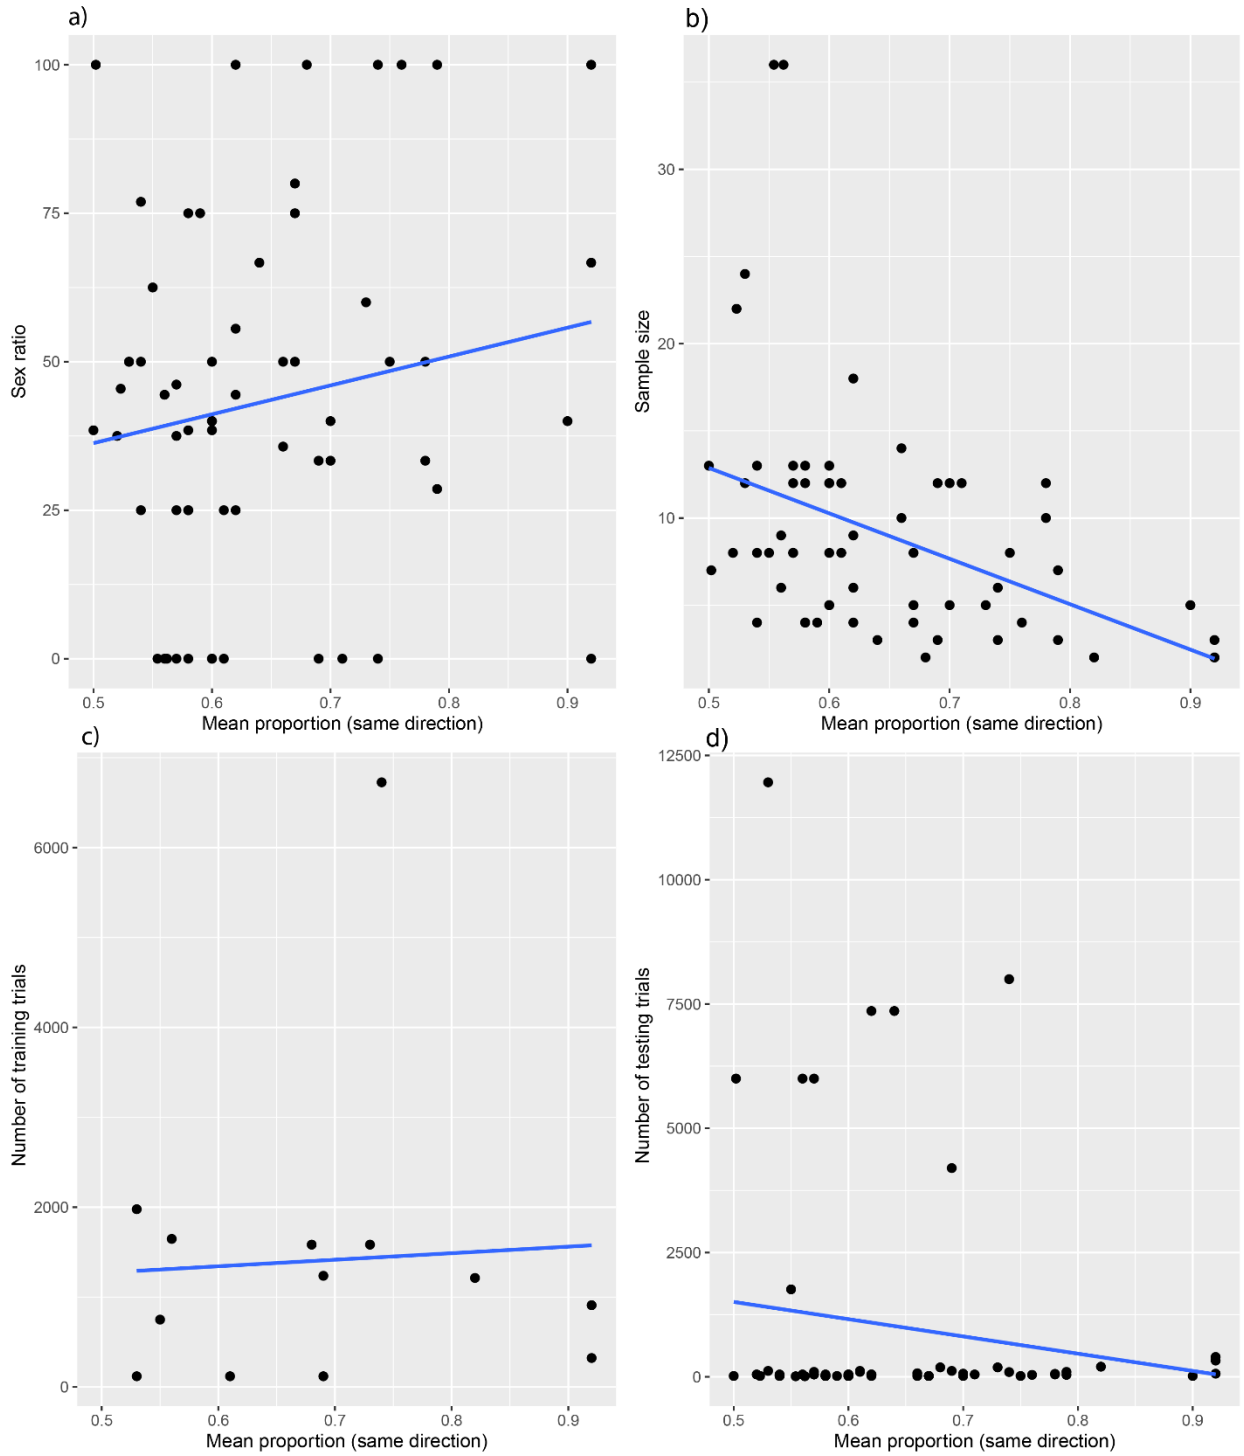 a)
100
75
50
25
0
Sex ratio
0.5 0.6 0.7 0.8 0.9
Mean proportion (same direction)
b)
30
20
10
Sample size
0.5 0.6 0.7 0.8 0.9
Mean proportion (same direction)
c)
6000
4000
2000
0
Number of training trials
0.5 0.6 0.7 0.8 0.9
Mean proportion (same direction)
d)
12500
10000
7500
5000
2500
0
Number of testing trials
0.5 0.6 0.7 0.8 0.9
Mean proportion (same direction)